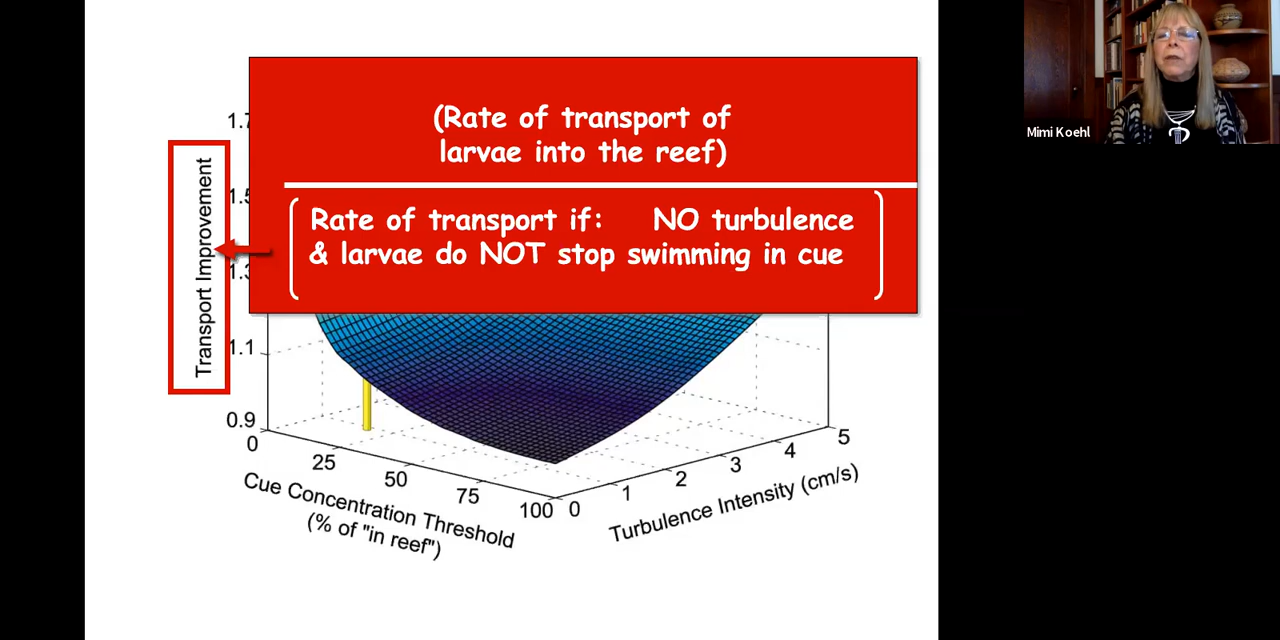 (Rate of transport of
larvae into the reef)
Rate of transport if: NO turbulence
& larvae do NOT stop swimming in cue
Transport Improvement
1.7
1.5
1.3
1.1
0.9
0
25
50
75
100
Cue Concentration Threshold
(% of "in reef")
0
1
2
3
4
5
Turbulence Intensity (cm/s)
Mimi Koehl